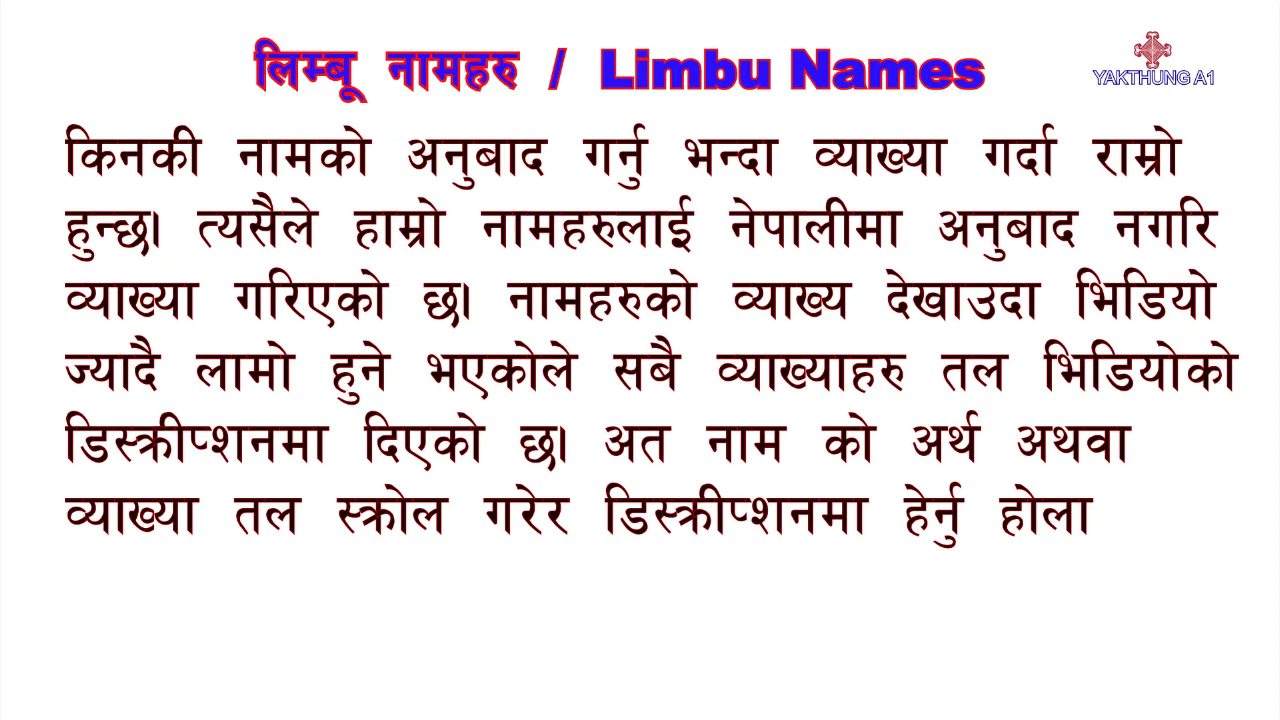 लिम्बू नामहरु / Limbu Names
YAKTHUNG A1
किनकी नामको अनुबाद गर्नु भन्दा व्याख्या गर्दा राम्रो
हुन्छ। त्यसैले हाम्रो नामहरुलाई नेपालीमा अनुबाद नगरि
व्याख्या गरिएको छ। नामहरुको व्याख्य देखाउदा भिडियो
ज्यादै लामो हुने भएकोले सबै व्याख्याहरु तल भिडियोको
डिस्क्रीप्शनमा दिएको छ। अत नाम को अर्थ अथवा
व्याख्या तल स्क्रोल गरेर डिस्क्रीप्शनमा हेर्नु होला